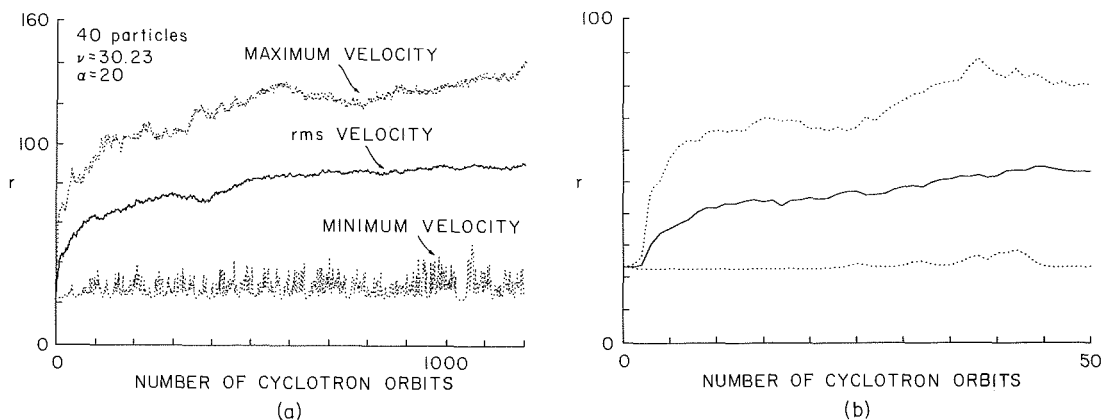 160
40 particles
ν=30.23
α=20
MAXIMUM VELOCITY
100
rms VELOCITY
r
MINIMUM VELOCITY
0
0
1000
NUMBER OF CYCLOTRON ORBITS
(a)
100
r
0
0
50
NUMBER OF CYCLOTRON ORBITS
(b)